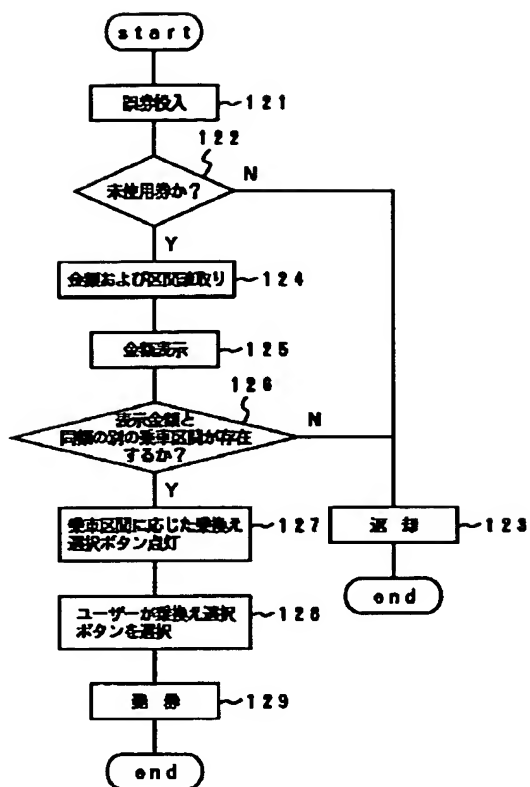 start
誤券投入
121
122
未使用券か？
N
Y
金額および区間読取り
124
金額表示
125
126
表示金額と
同額の別の乗車区間が存在
するか？
N
Y
乗車区間に応じた乗換え
選択ボタン点灯
127
返却
123
end
ユーザーが乗換え選択
ボタンを選択
128
発券
129
end